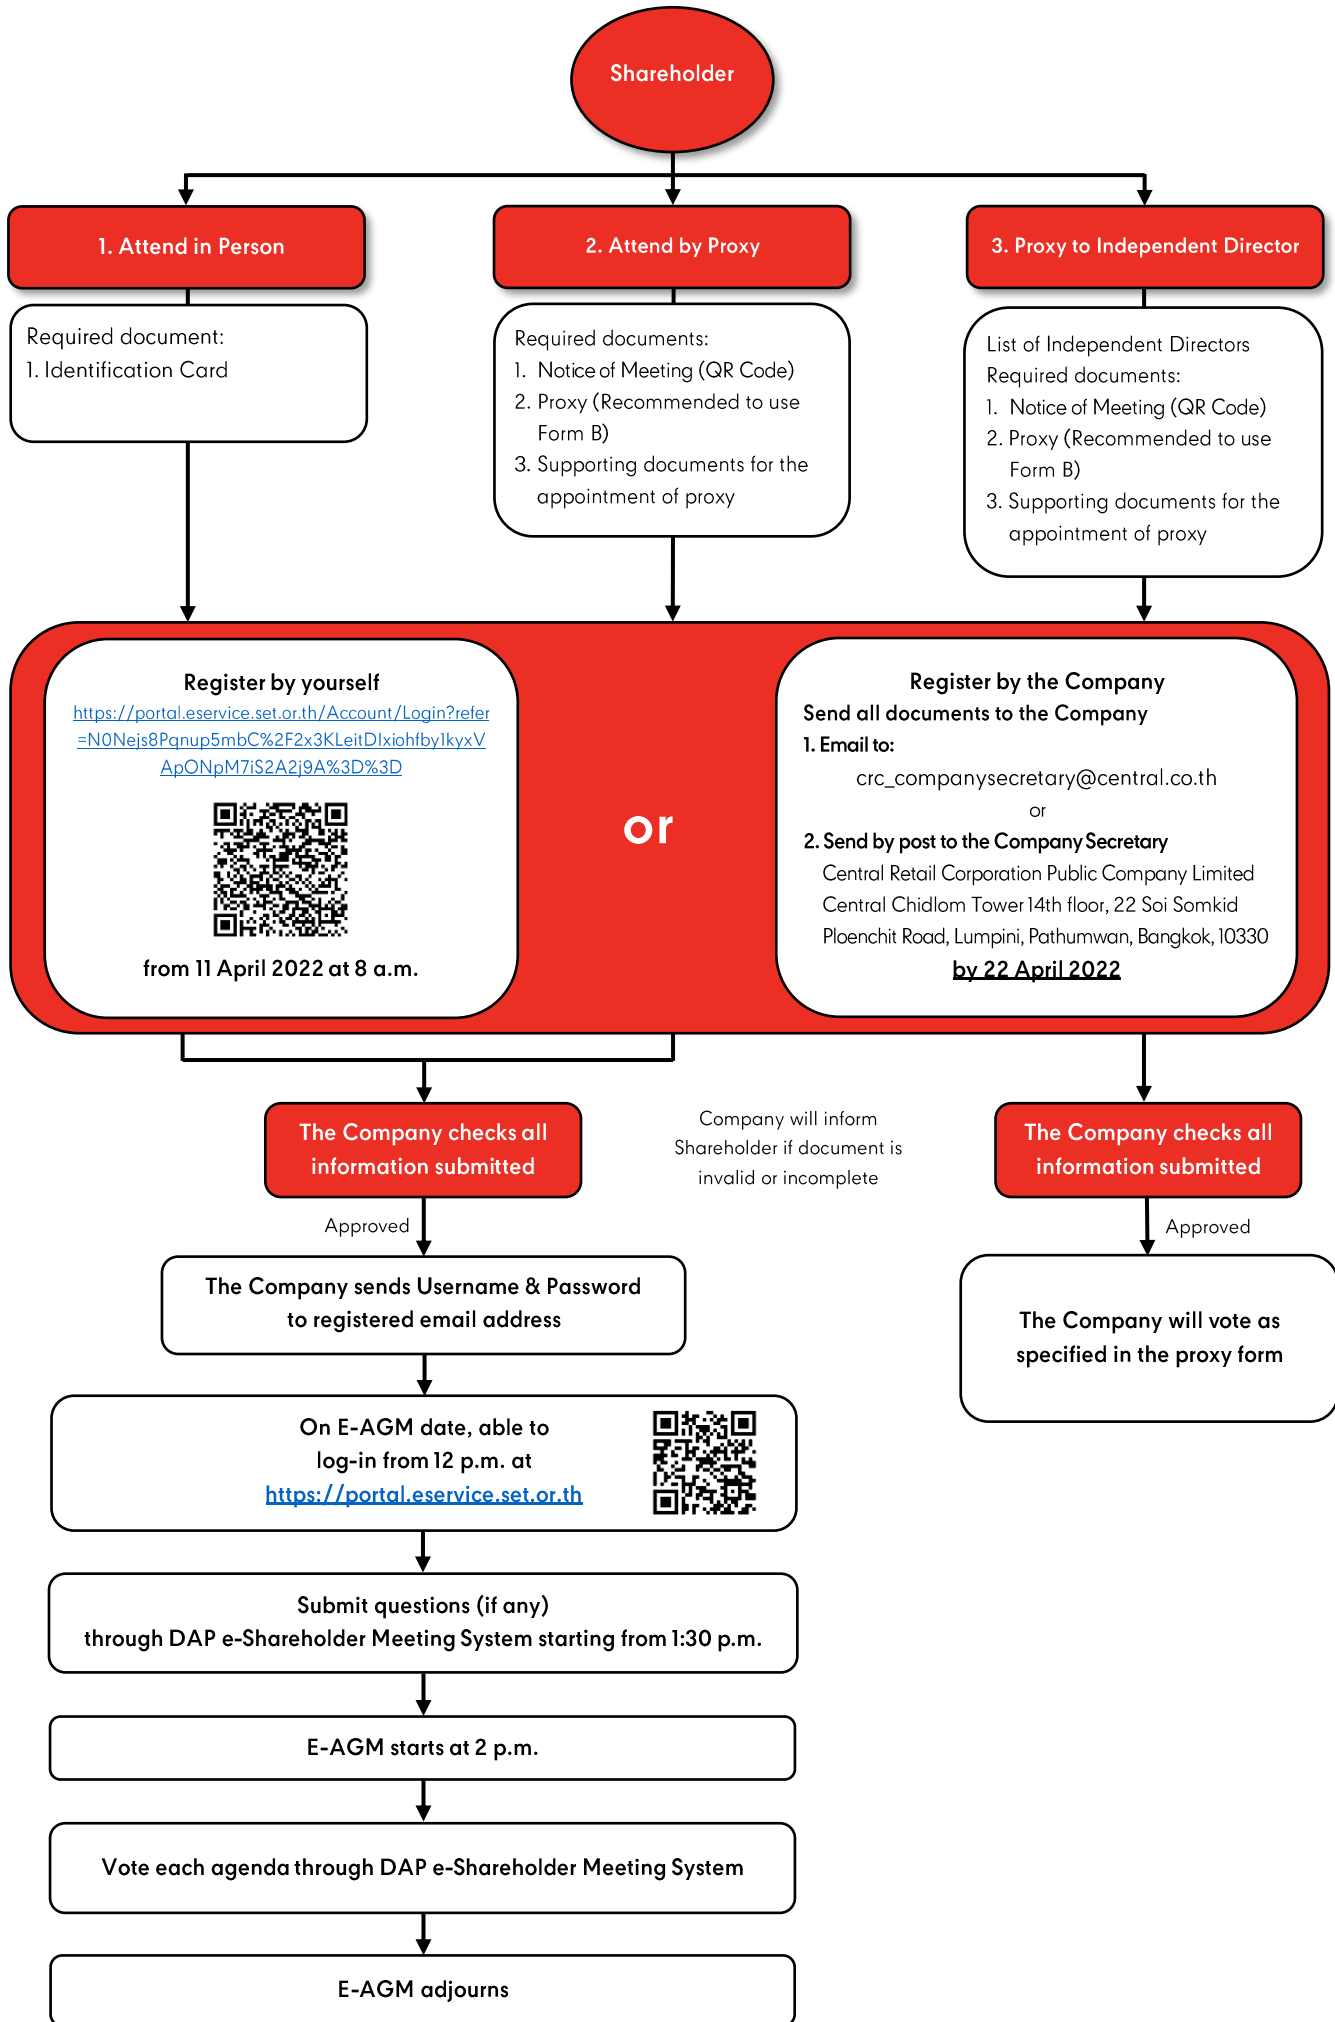 Shareholder
1. Attend in Person
2. Attend by Proxy
3. Proxy to Independent Director
Required document:
1. Identification Card
Required documents:
1. Notice of Meeting (QR Code)
2. Proxy (Recommended to use
Form B)
3. Supporting documents for the
appointment of proxy
List of Independent Directors
Required documents:
1. Notice of Meeting (QR Code)
2. Proxy (Recommended to use
Form B)
3. Supporting documents for the
appointment of proxy
Register by yourself
https://portal.eservice.set.or.th/Account/Login?refer
=N0Nejs8Pqnup5mbC%2F2x3KLeitDIxiohfby1kyxV
ApONpM7iS2A2j9A%3D%3D
from 11 April 2022 at 8 a.m.
or
Register by the Company
Send all documents to the Company
1. Email to:
crc_companysecretary@central.co.th
or
2. Send by post to the Company Secretary
Central Retail Corporation Public Company Limited
Central Chidlom Tower 14th floor, 22 Soi Somkid
Ploenchit Road, Lumpini, Pathumwan, Bangkok, 10330
by 22 April 2022
The Company checks all
information submitted
Company will inform
Shareholder if document is
invalid or incomplete
The Company checks all
information submitted
Approved
Approved
The Company sends Username & Password
to registered email address
The Company will vote as
specified in the proxy form
On E-AGM date, able to
log-in from 12 p.m. at
https://portal.eservice.set.or.th
Submit questions (if any)
through DAP e-Shareholder Meeting System starting from 1:30 p.m.
E-AGM starts at 2 p.m.
Vote each agenda through DAP e-Shareholder Meeting System
E-AGM adjourns